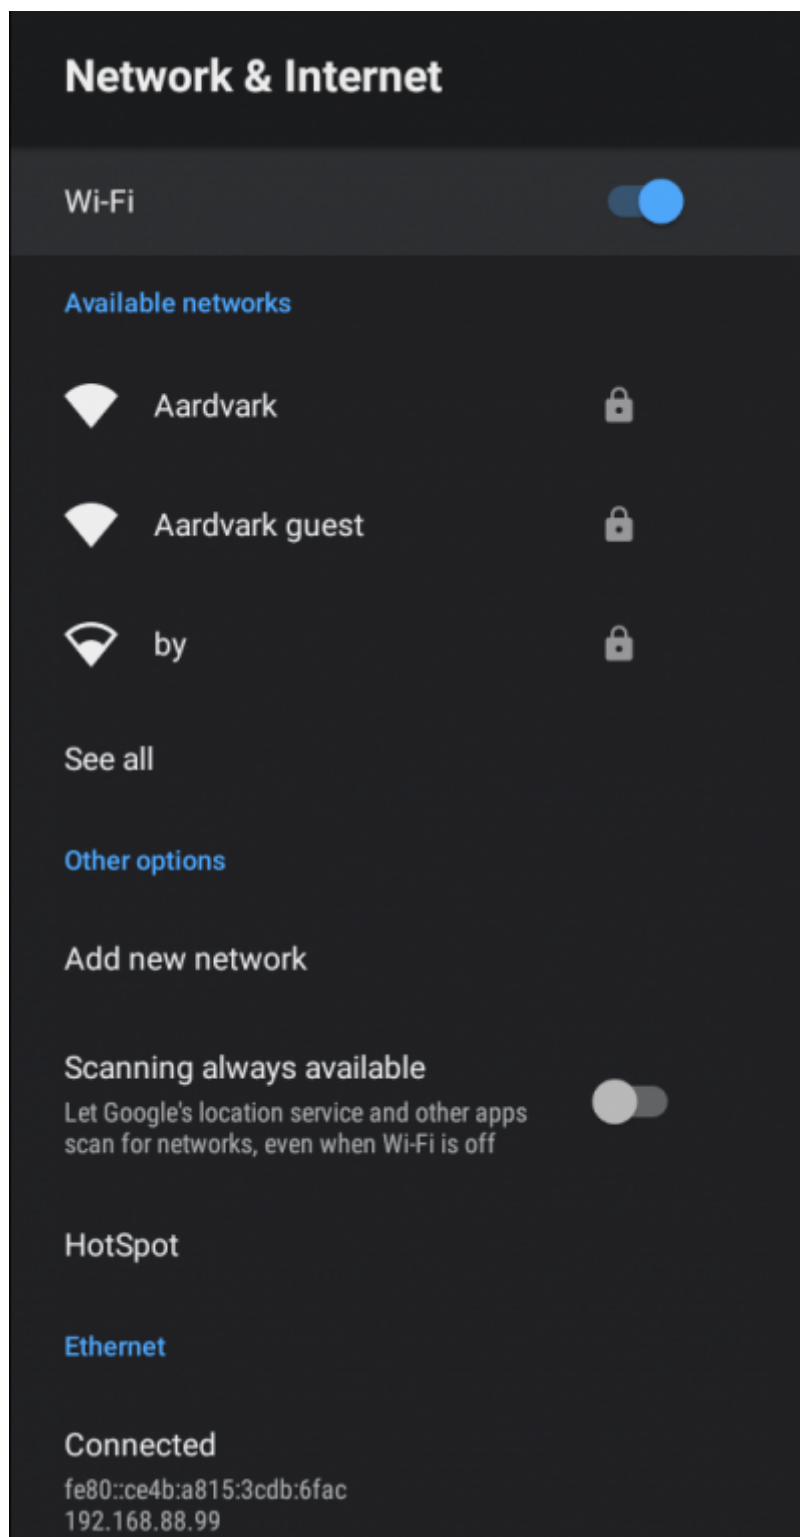 Network & Internet
Wi-Fi
Available networks
Aardvark
Aardvark guest
by
See all
Other options
Add new network
Scanning always available
Let Google's location service and other apps
scan for networks, even when Wi-Fi is off
HotSpot
Ethernet
Connected
fe80::ce4b:a815:3cdb:6fac
192.168.88.99